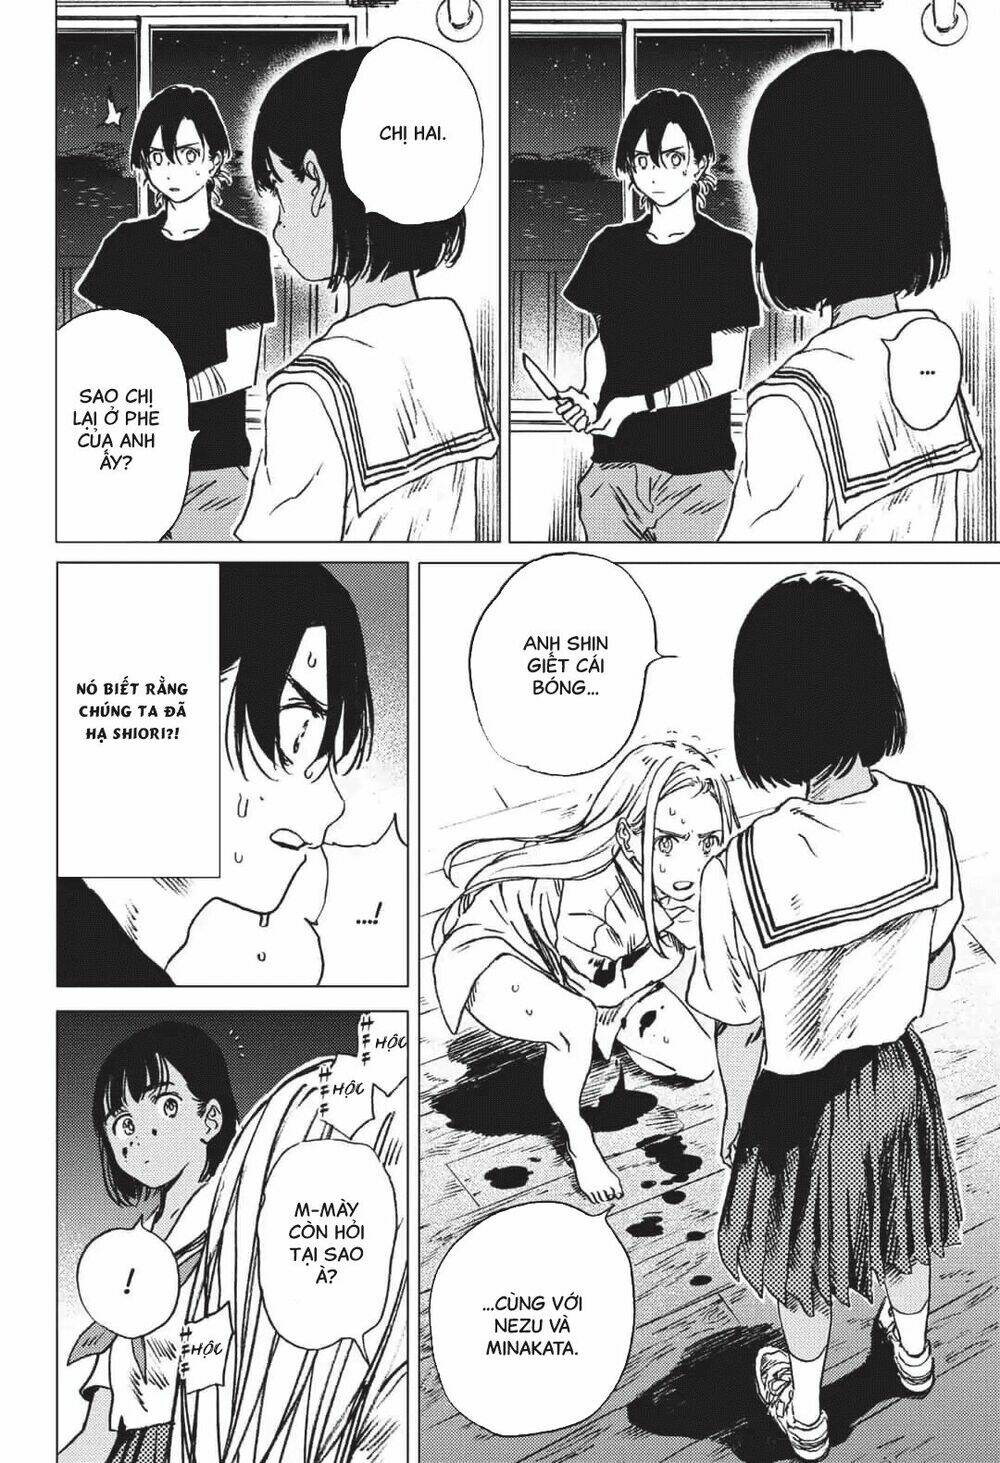 ...
CHỊ HAI.
SAO CHỊ
LẠI Ở PHE
CỦA ANH
ẤY?
ANH SHIN
GIẾT CÁI
BÓNG...
...CÙNG VỚI
NEZU VÀ
MINAKATA.
NÓ BIẾT RẰNG
CHÚNG TA ĐÃ
HẠ SHIORI?!
....!
HỘC
HỘC
M-MÀY
CÒN HỎI
TẠI SAO
À?
!
HỘC